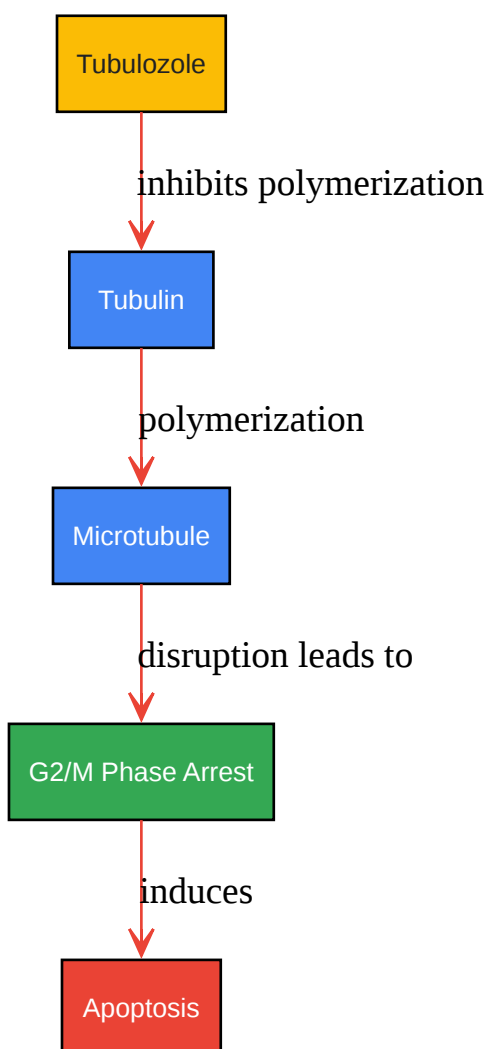 Tubulozole
inhibits polymerization
Tubulin
polymerization
Microtubule
disruption leads to
G2/M Phase Arrest
induces
Apoptosis